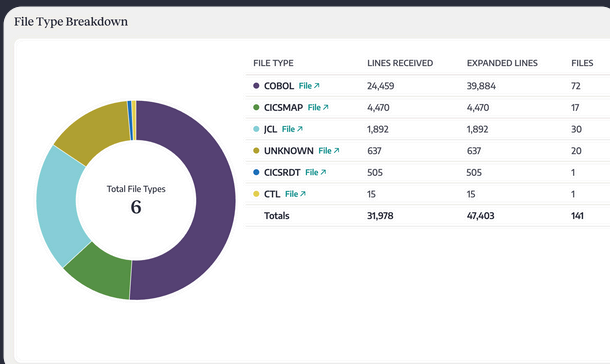 File Type Breakdown
FILE TYPE LINES RECEIVED EXPANDED LINES FILES
COBOL File ↗ 24,459 39,884 72
CICSMAP File ↗ 4,470 4,470 17
JCL File ↗ 1,892 1,892 30
UNKNOWN File ↗ 637 637 20
CICSRDT File ↗ 505 505 1
CTL File ↗ 15 15 1
Totals 31,978 47,403 141
Total File Types
6